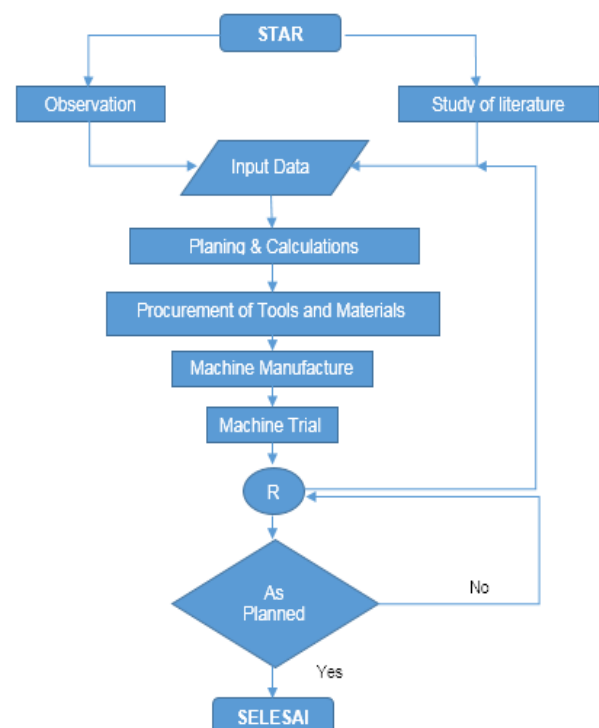 STAR
Observation
Study of literature
Input Data
Planing & Calculations
Procurement of Tools and Materials
Machine Manufacture
Machine Trial
R
As
Planned
No
Yes
SELESAI